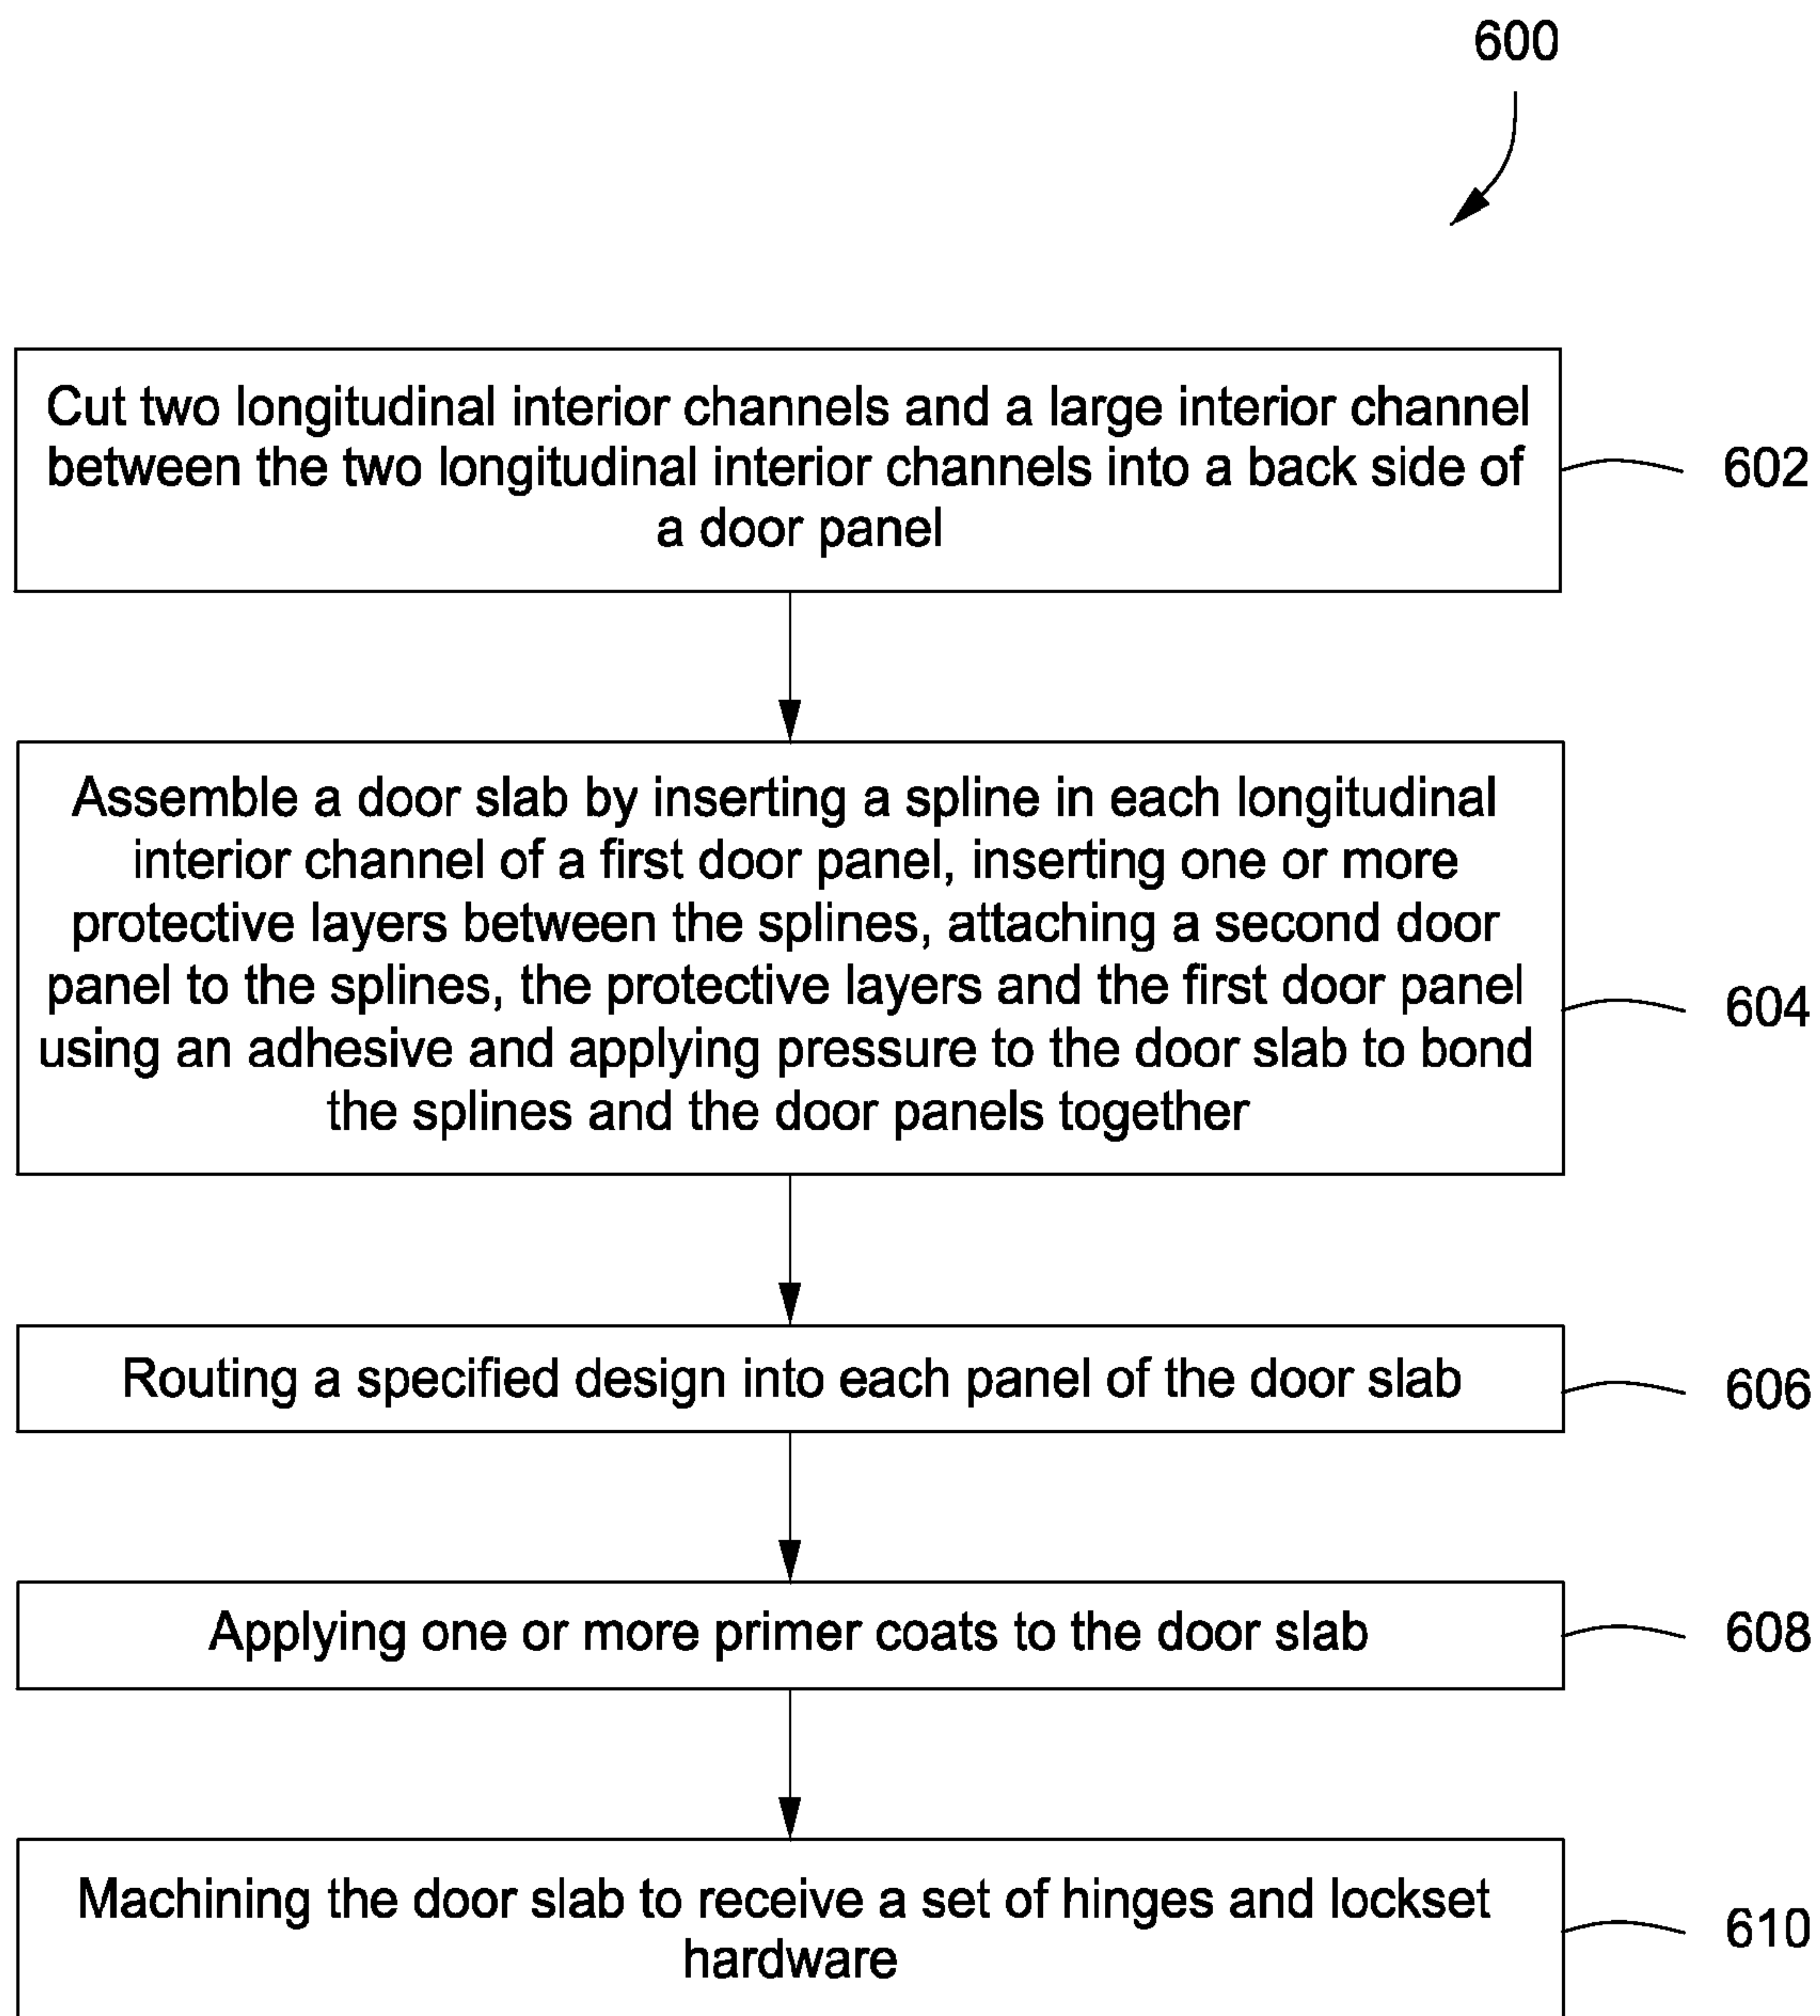 600
Cut two longitudinal interior channels and a large interior channel
between the two longitudinal interior channels into a back side of
a door panel
602
Assemble a door slab by inserting a spline in each longitudinal
interior channel of a first door panel, inserting one or more
protective layers between the splines, attaching a second door
panel to the splines, the protective layers and the first door panel
using an adhesive and applying pressure to the door slab to bond
the splines and the door panels together
604
Routing a specified design into each panel of the door slab
606
Applying one or more primer coats to the door slab
608
Machining the door slab to receive a set of hinges and lockset
hardware
610